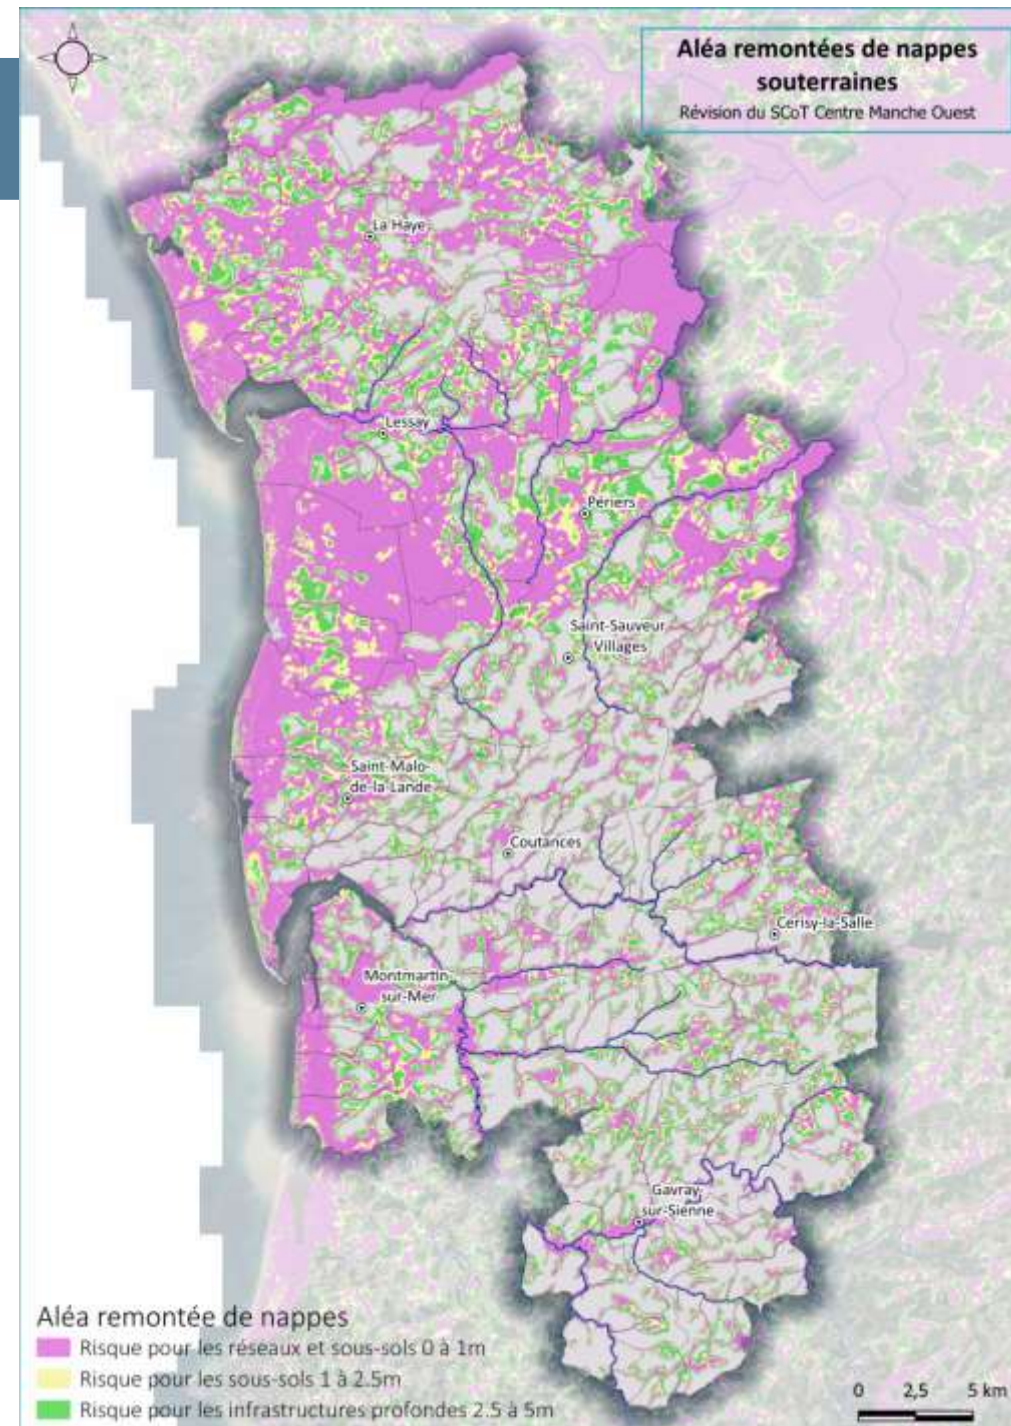 Aléa remontées de nappes
souterraines
Révision du SCoT Centre Manche Ouest
La Haye
Lessay
Périers
Saint-Sauveur
Villages
Saint-Malo-
de-la-Lande
Coutances
Cerisy-la-Salle
Montmartin
sur-Mer
Gavray
sur-Sienne
Aléa remontée de nappes
Risque pour les réseaux et sous-sols 0 à 1m
Risque pour les sous-sols 1 à 2.5m
Risque pour les infrastructures profondes 2.5 à 5m
0 2,5 5 km